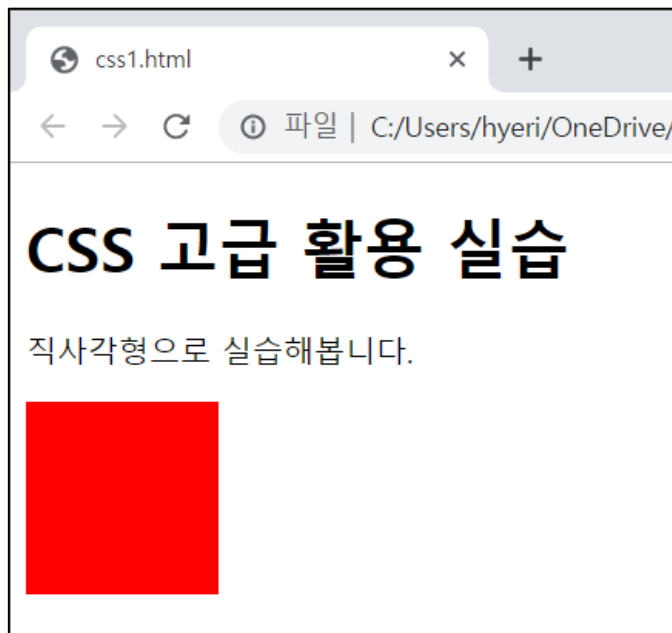 css1.html
파일 | C:/Users/hyeri/OneDrive/
CSS 고급 활용 실습
직사각형으로 실습해봅니다.